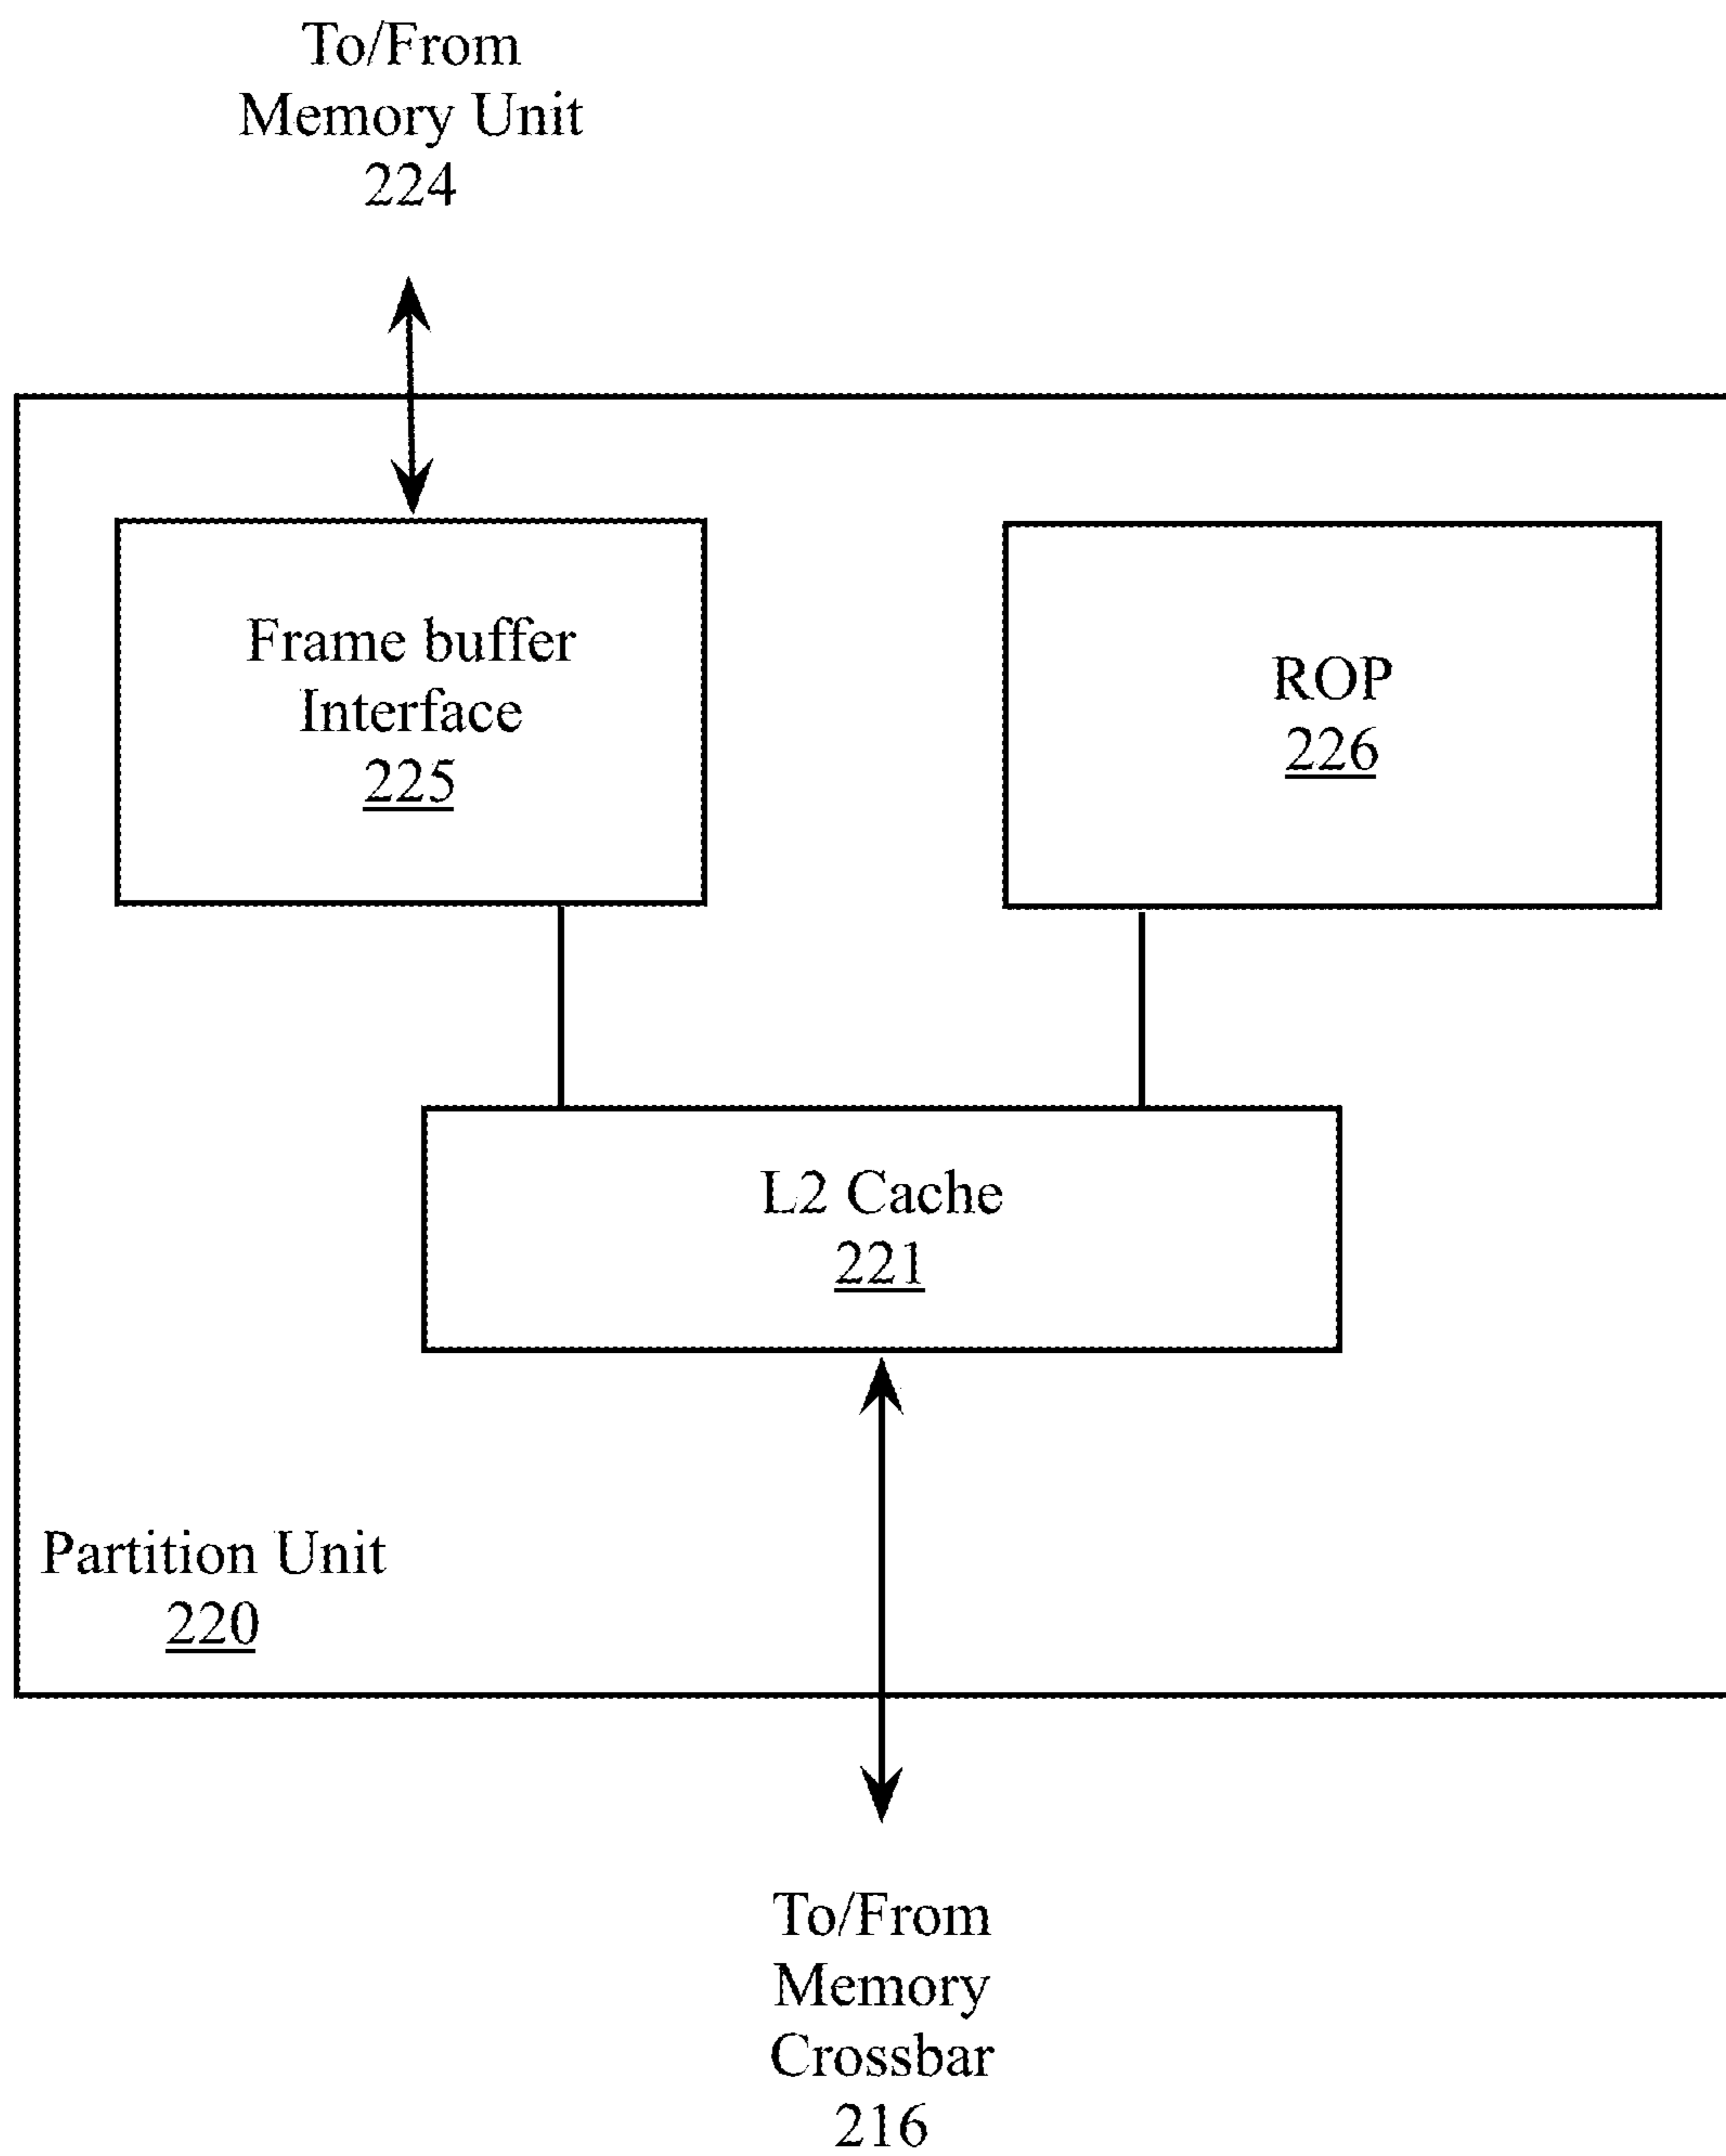 To/From
Memory Unit
224
Frame buffer
Interface
225
ROP
226
L2 Cache
221
Partition Unit
220
To/From
Memory
Crossbar
216